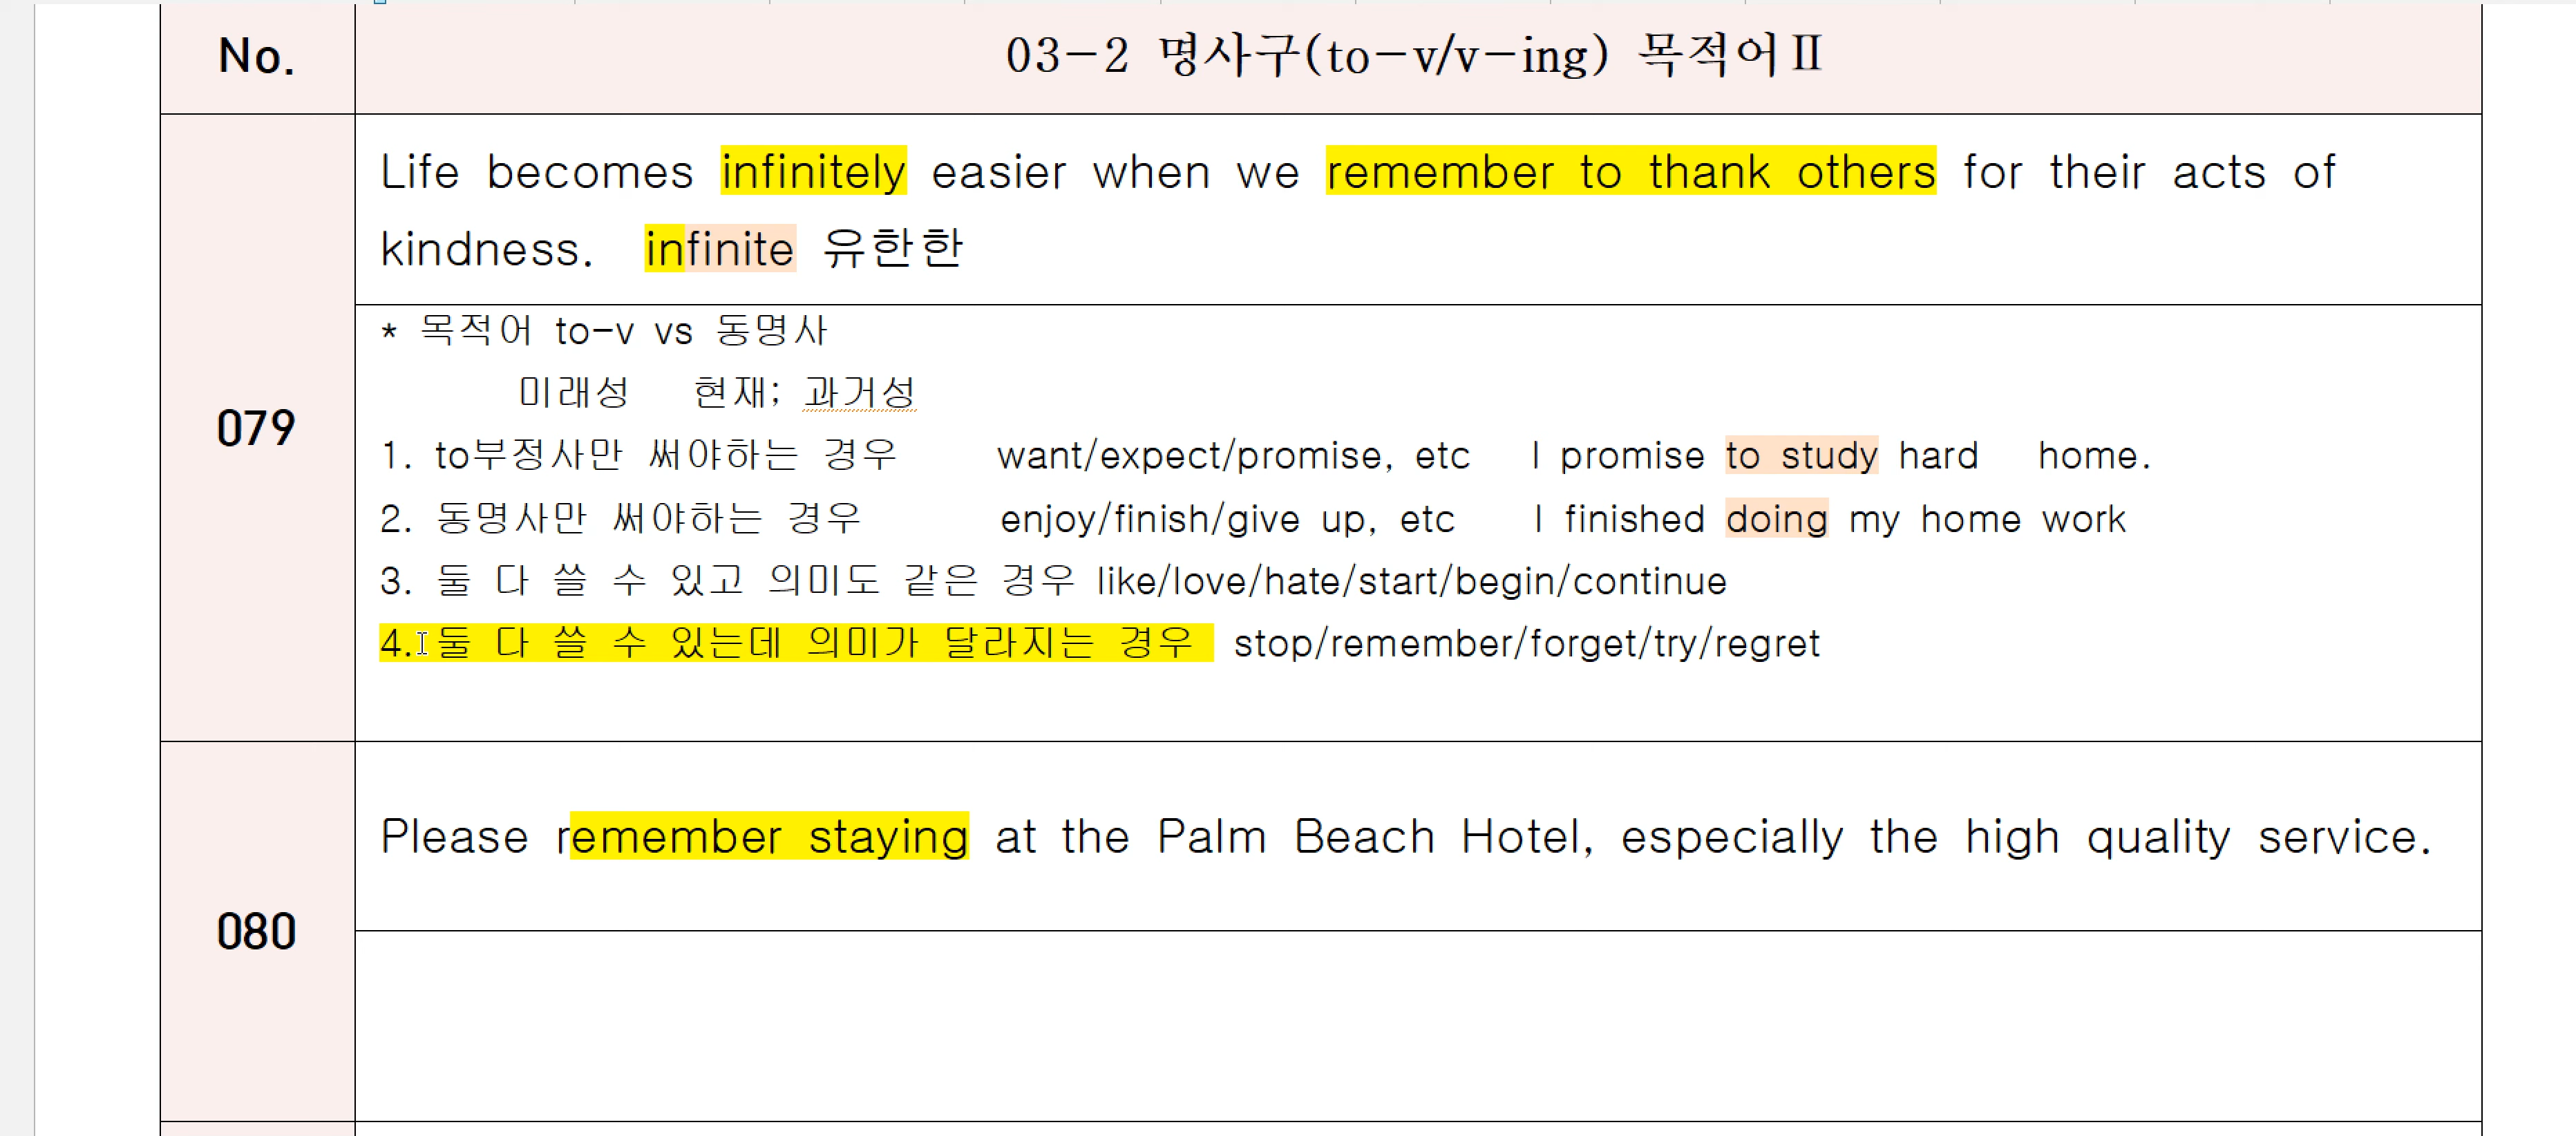 No. 03-2 명사구(to-v/v-ing) 목적어Ⅱ
Life becomes infinitely easier when we remember to thank others for their acts of
kindness. infinite 유한한
079
* 목적어 to-v vs 동명사
미래성 현재; 과거성
1. to부정사만 써야하는 경우 want/expect/promise, etc I promise to study hard home.
2. 동명사만 써야하는 경우 enjoy/finish/give up, etc I finished doing my home work
3. 둘 다 쓸 수 있고 의미도 같은 경우 like/love/hate/start/begin/continue
4. 둘 다 쓸 수 있는데 의미가 달라지는 경우 stop/remember/forget/try/regret
080
Please remember staying at the Palm Beach Hotel, especially the high quality service.